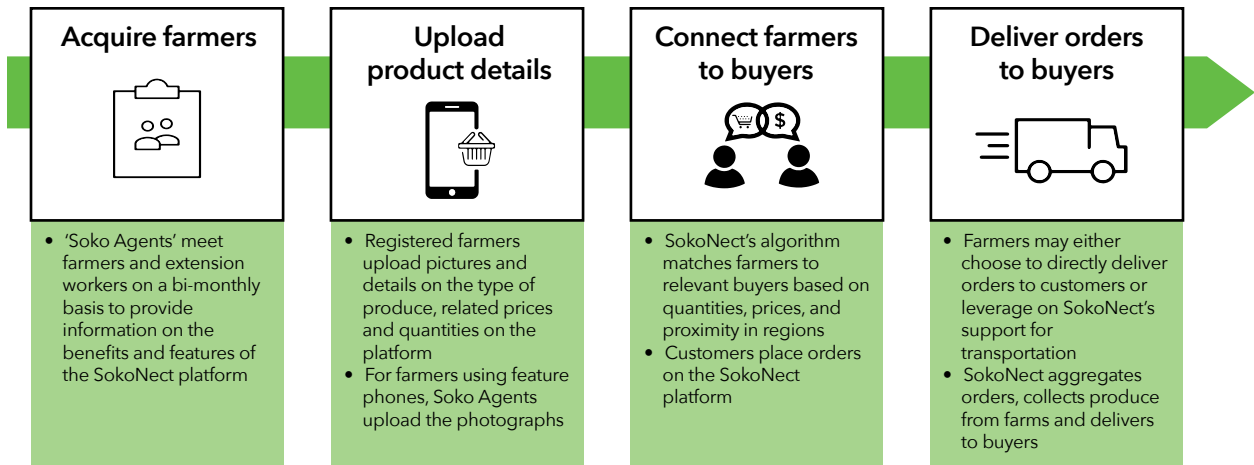 Acquire farmers
• 'Soko Agents' meet
farmers and extension
workers on a bi-monthly
basis to provide
information on the
benefits and features of
the SokoNect platform
Upload
product details
• Registered farmers
upload pictures and
details on the type of
produce, related prices
and quantities on the
platform
• For farmers using feature
phones, Soko Agents
upload the photographs
Connect farmers
to buyers
$
• SokoNect's algorithm
matches farmers to
relevant buyers based on
quantities, prices, and
proximity in regions
• Customers place orders
on the SokoNect
platform
Deliver orders
to buyers
• Farmers may either
choose to directly deliver
orders to customers or
leverage on SokoNect's
support for
transportation
• SokoNect aggregates
orders, collects produce
from farms and delivers
to buyers